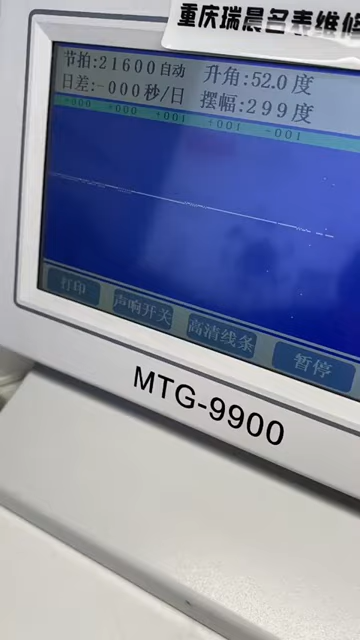 重庆瑞晨名表维修
节拍:21600自动 升角:52.0度
日差:-000秒/日 摆幅:299度
+000 +000 +001 +001 +001
打印 声响开关 高清线条 暂停
MTG-9900